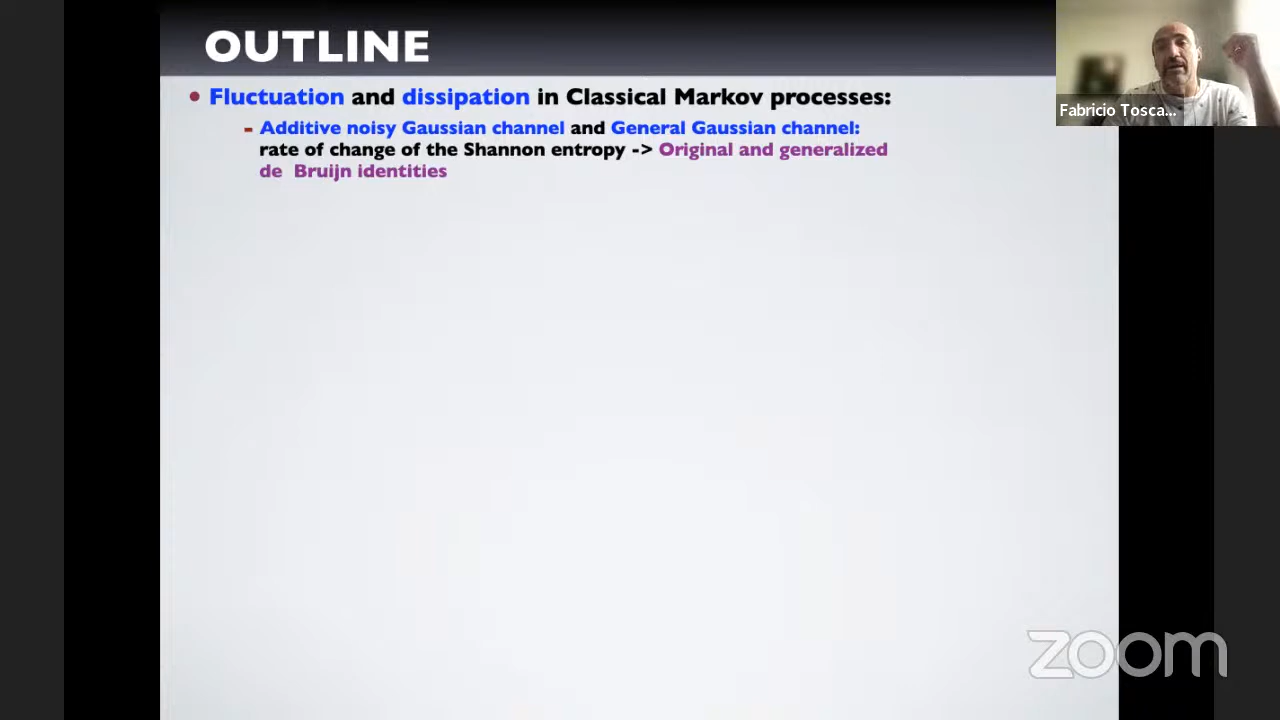 OUTLINE
• Fluctuation and dissipation in Classical Markov processes:
- Additive noisy Gaussian channel and General Gaussian channel:
rate of change of the Shannon entropy -> Original and generalized
de Bruijn identities
Fabricio Tosca...
zoom